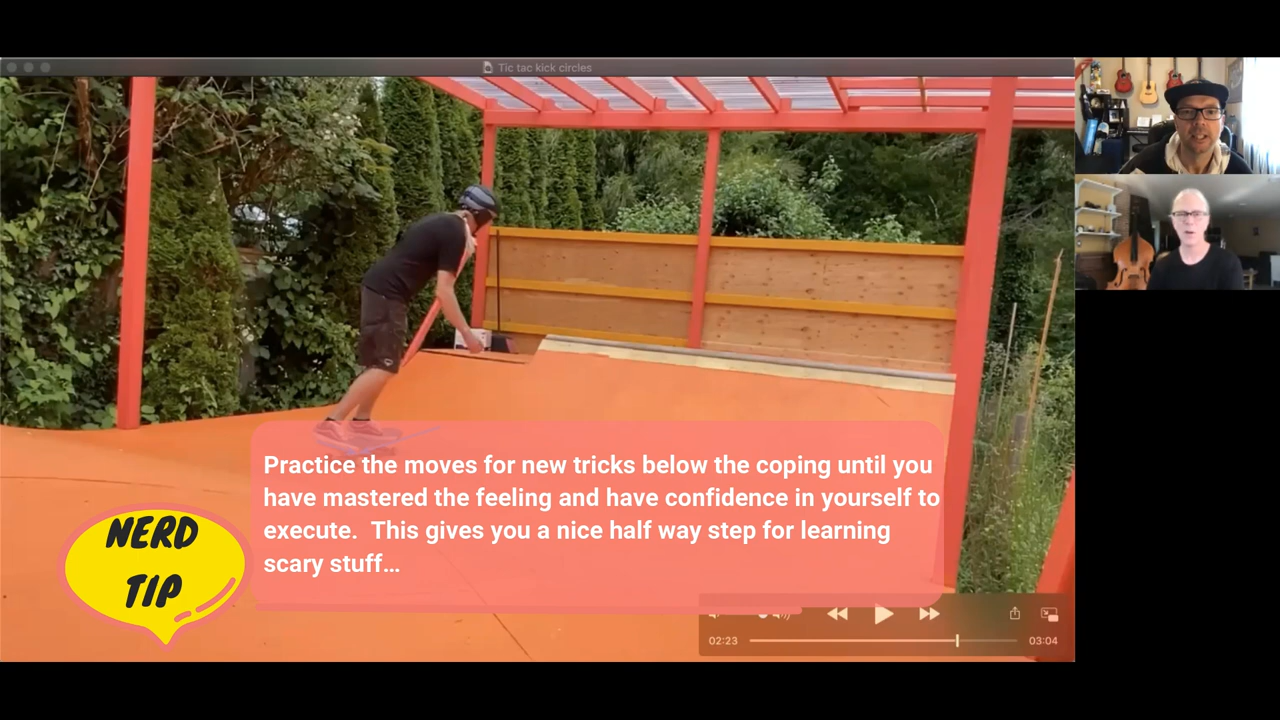 Tic tac kick circles
Practice the moves for new tricks below the coping until you
have mastered the feeling and have confidence in yourself to
execute.  This gives you a nice half way step for learning
scary stuff…
NERD
TIP
02:23
03:04